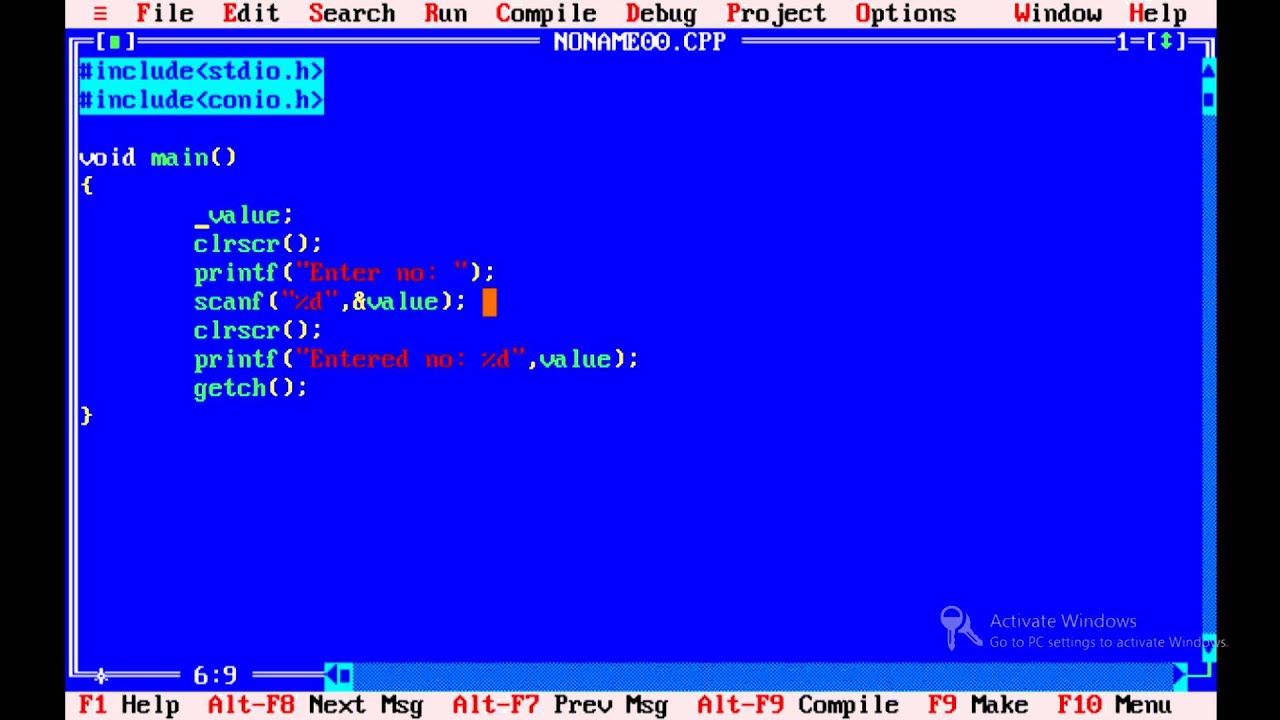 ≡ File Edit Search Run Compile Debug Project Options Window Help
[■] NONAME00.CPP 1=[↕]
#include<stdio.h>
#include<conio.h>
void main()
{
_value;
clrscr();
printf("Enter no: ");
scanf("%d",&value);
clrscr();
printf("Entered no: %d",value);
getch();
}
Activate Windows
Go to PC settings to activate Windows.
6:9
F1 Help Alt-F8 Next Msg Alt-F7 Prev Msg Alt-F9 Compile F9 Make F10 Menu